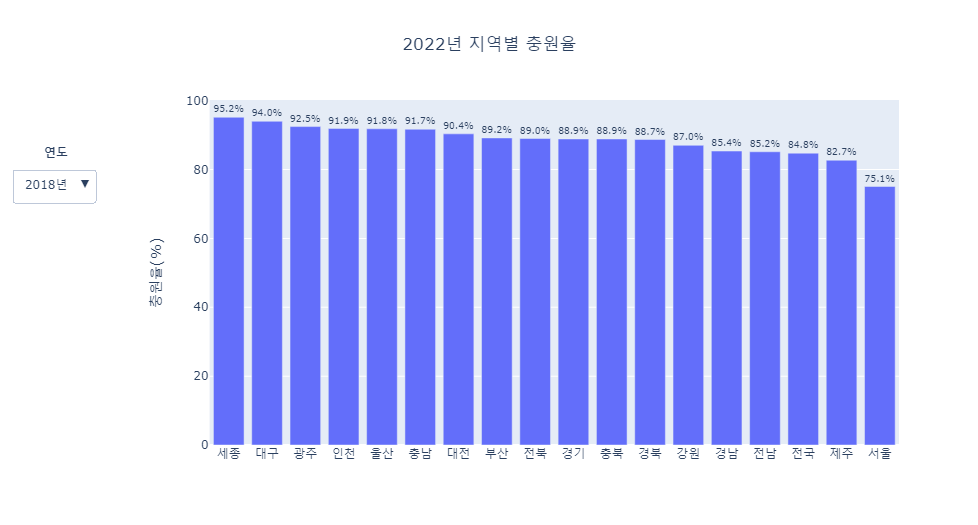 2022년 지역별 충원율
연도
2018년 ▼
충원율(%)
100
80
60
40
20
0
95.2% 94.0% 92.5% 91.9% 91.8% 91.7% 90.4% 89.2% 89.0% 88.9% 88.9% 88.7% 87.0% 85.4% 85.2% 84.8% 82.7% 75.1%
세종 대구 광주 인천 울산 충남 대전 부산 전북 경기 충북 경북 강원 경남 전남 전국 제주 서울